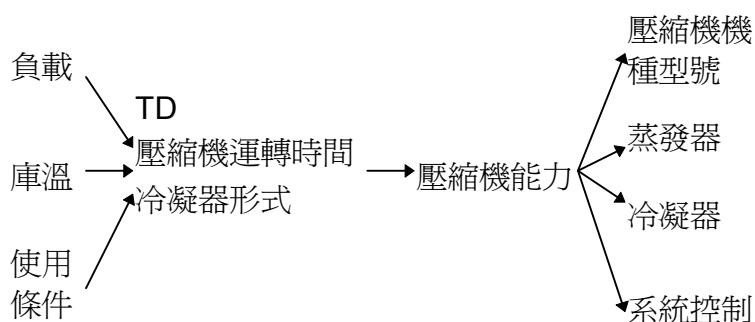 負載
庫溫
使用
條件
TD
壓縮機運轉時間
冷凝器形式
壓縮機能力
壓縮機機
種型號
蒸發器
冷凝器
系統控制